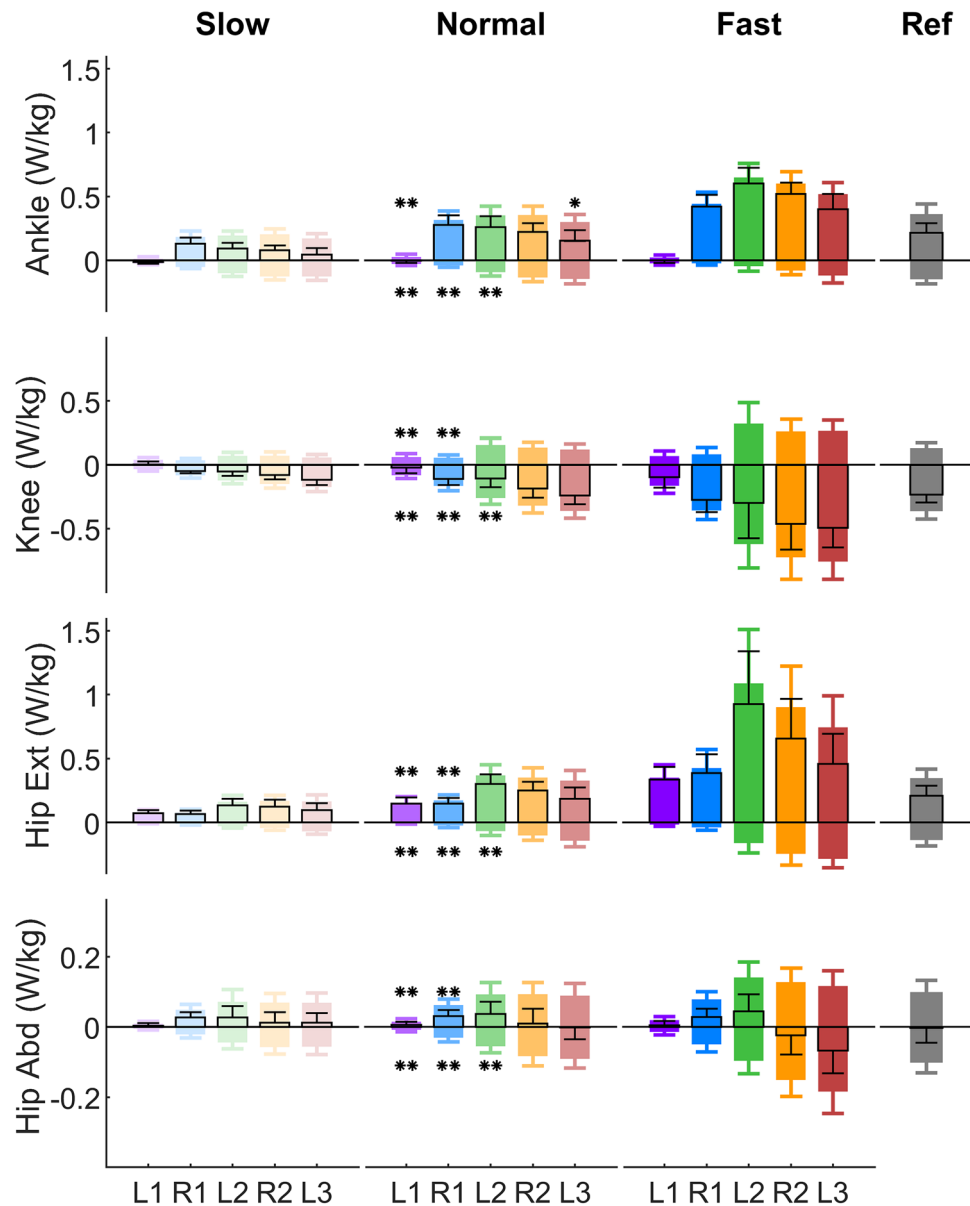 Slow Normal Fast Ref
Ankle (W/kg)
1.5
1
0.5
0
** *
** ** **
Knee (W/kg)
0.5
0
-0.5
** **
** ** **
Hip Ext (W/kg)
1.5
1
0.5
0
** **
** ** **
Hip Abd (W/kg)
0.2
0
-0.2
** **
** ** **
L1 R1 L2 R2 L3 L1 R1 L2 R2 L3 L1 R1 L2 R2 L3